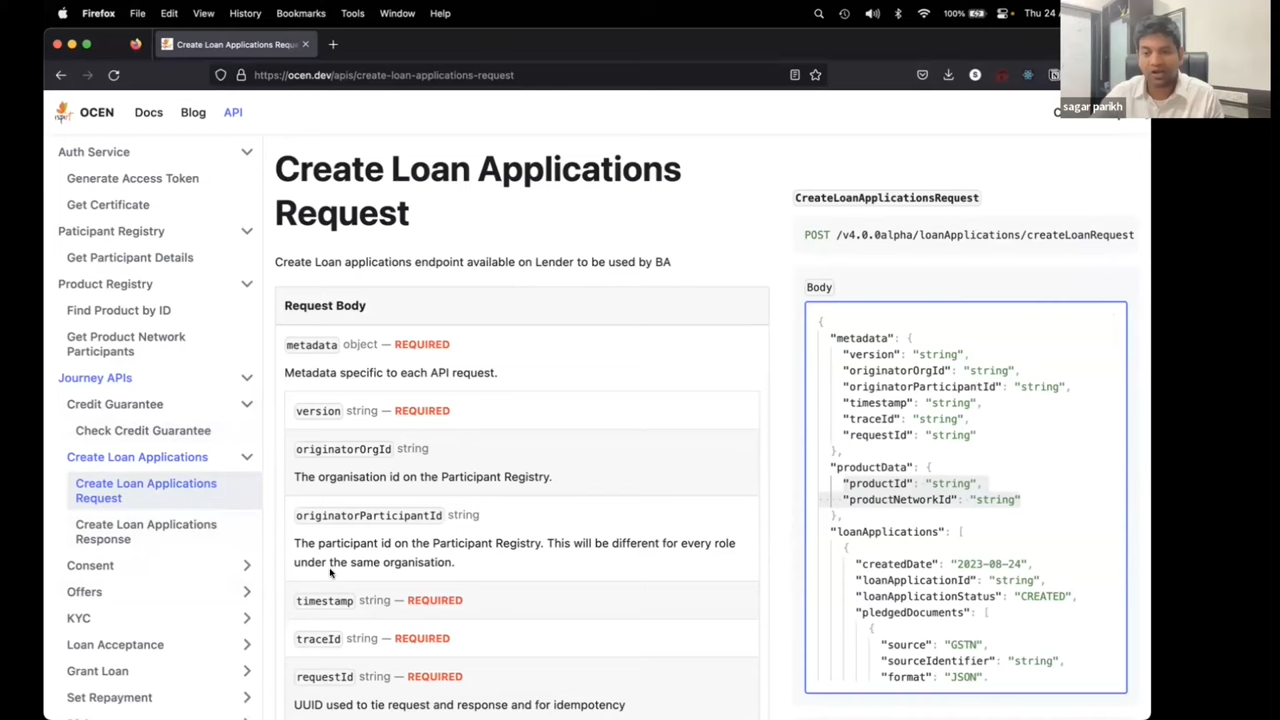 Firefox File Edit View History Bookmarks Tools Window Help
100% Thu 24
Create Loan Applications Requ
https://ocen.dev/apis/create-loan-applications-request
sagar parikh
OCEN Docs Blog API
Auth Service
Generate Access Token
Get Certificate
Paticipant Registry
Get Participant Details
Product Registry
Find Product by ID
Get Product Network
Participants
Journey APIs
Credit Guarantee
Check Credit Guarantee
Create Loan Applications
Create Loan Applications
Request
Create Loan Applications
Response
Consent
Offers
KYC
Loan Acceptance
Grant Loan
Set Repayment
Create Loan Applications
Request
Create Loan applications endpoint available on Lender to be used by BA
Request Body
metadata object — REQUIRED
Metadata specific to each API request.
version string — REQUIRED
originatorOrgId string
The organisation id on the Participant Registry.
originatorParticipantId string
The participant id on the Participant Registry. This will be different for every role
under the same organisation.
timestamp string — REQUIRED
traceId string — REQUIRED
requestId string — REQUIRED
UUID used to tie request and response and for idempotency
CreateLoanApplicationsRequest
POST /v4.0.0alpha/loanApplications/createLoanRequest
Body
{
"metadata": {
"version": "string",
"originatorOrgId": "string",
"originatorParticipantId": "string",
"timestamp": "string",
"traceId": "string",
"requestId": "string"
},
"productData": {
"productId": "string",
"productNetworkId": "string"
},
"loanApplications": [
{
"createdDate": "2023-08-24",
"loanApplicationId": "string",
"loanApplicationStatus": "CREATED",
"pledgedDocuments": [
{
"source": "GSTN",
"sourceIdentifier": "string",
"format": "JSON",